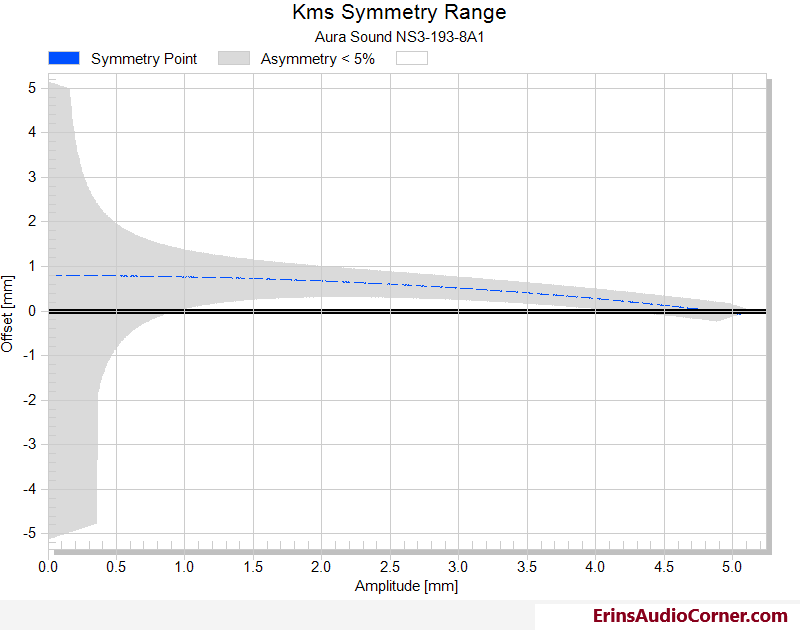 Kms Symmetry Range
Aura Sound NS3-193-8A1
Symmetry Point Asymmetry < 5%
5
4
3
2
1
0
-1
-2
-3
-4
-5
Offset [mm]
0.0 0.5 1.0 1.5 2.0 2.5 3.0 3.5 4.0 4.5 5.0
Amplitude [mm]
ErinsAudioCorner.com